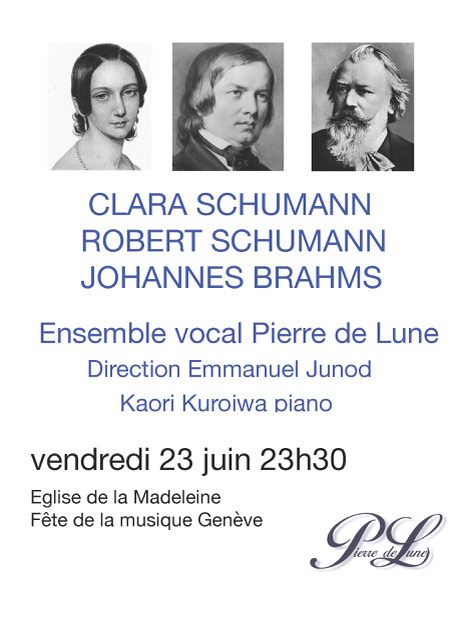 CLARA SCHUMANN
ROBERT SCHUMANN
JOHANNES BRAHMS
Ensemble vocal Pierre de Lune
Direction Emmanuel Junod
Kaori Kuroiwa piano
vendredi 23 juin 23h30
Eglise de la Madeleine
Fête de la musique Genève
Pierre de Lune